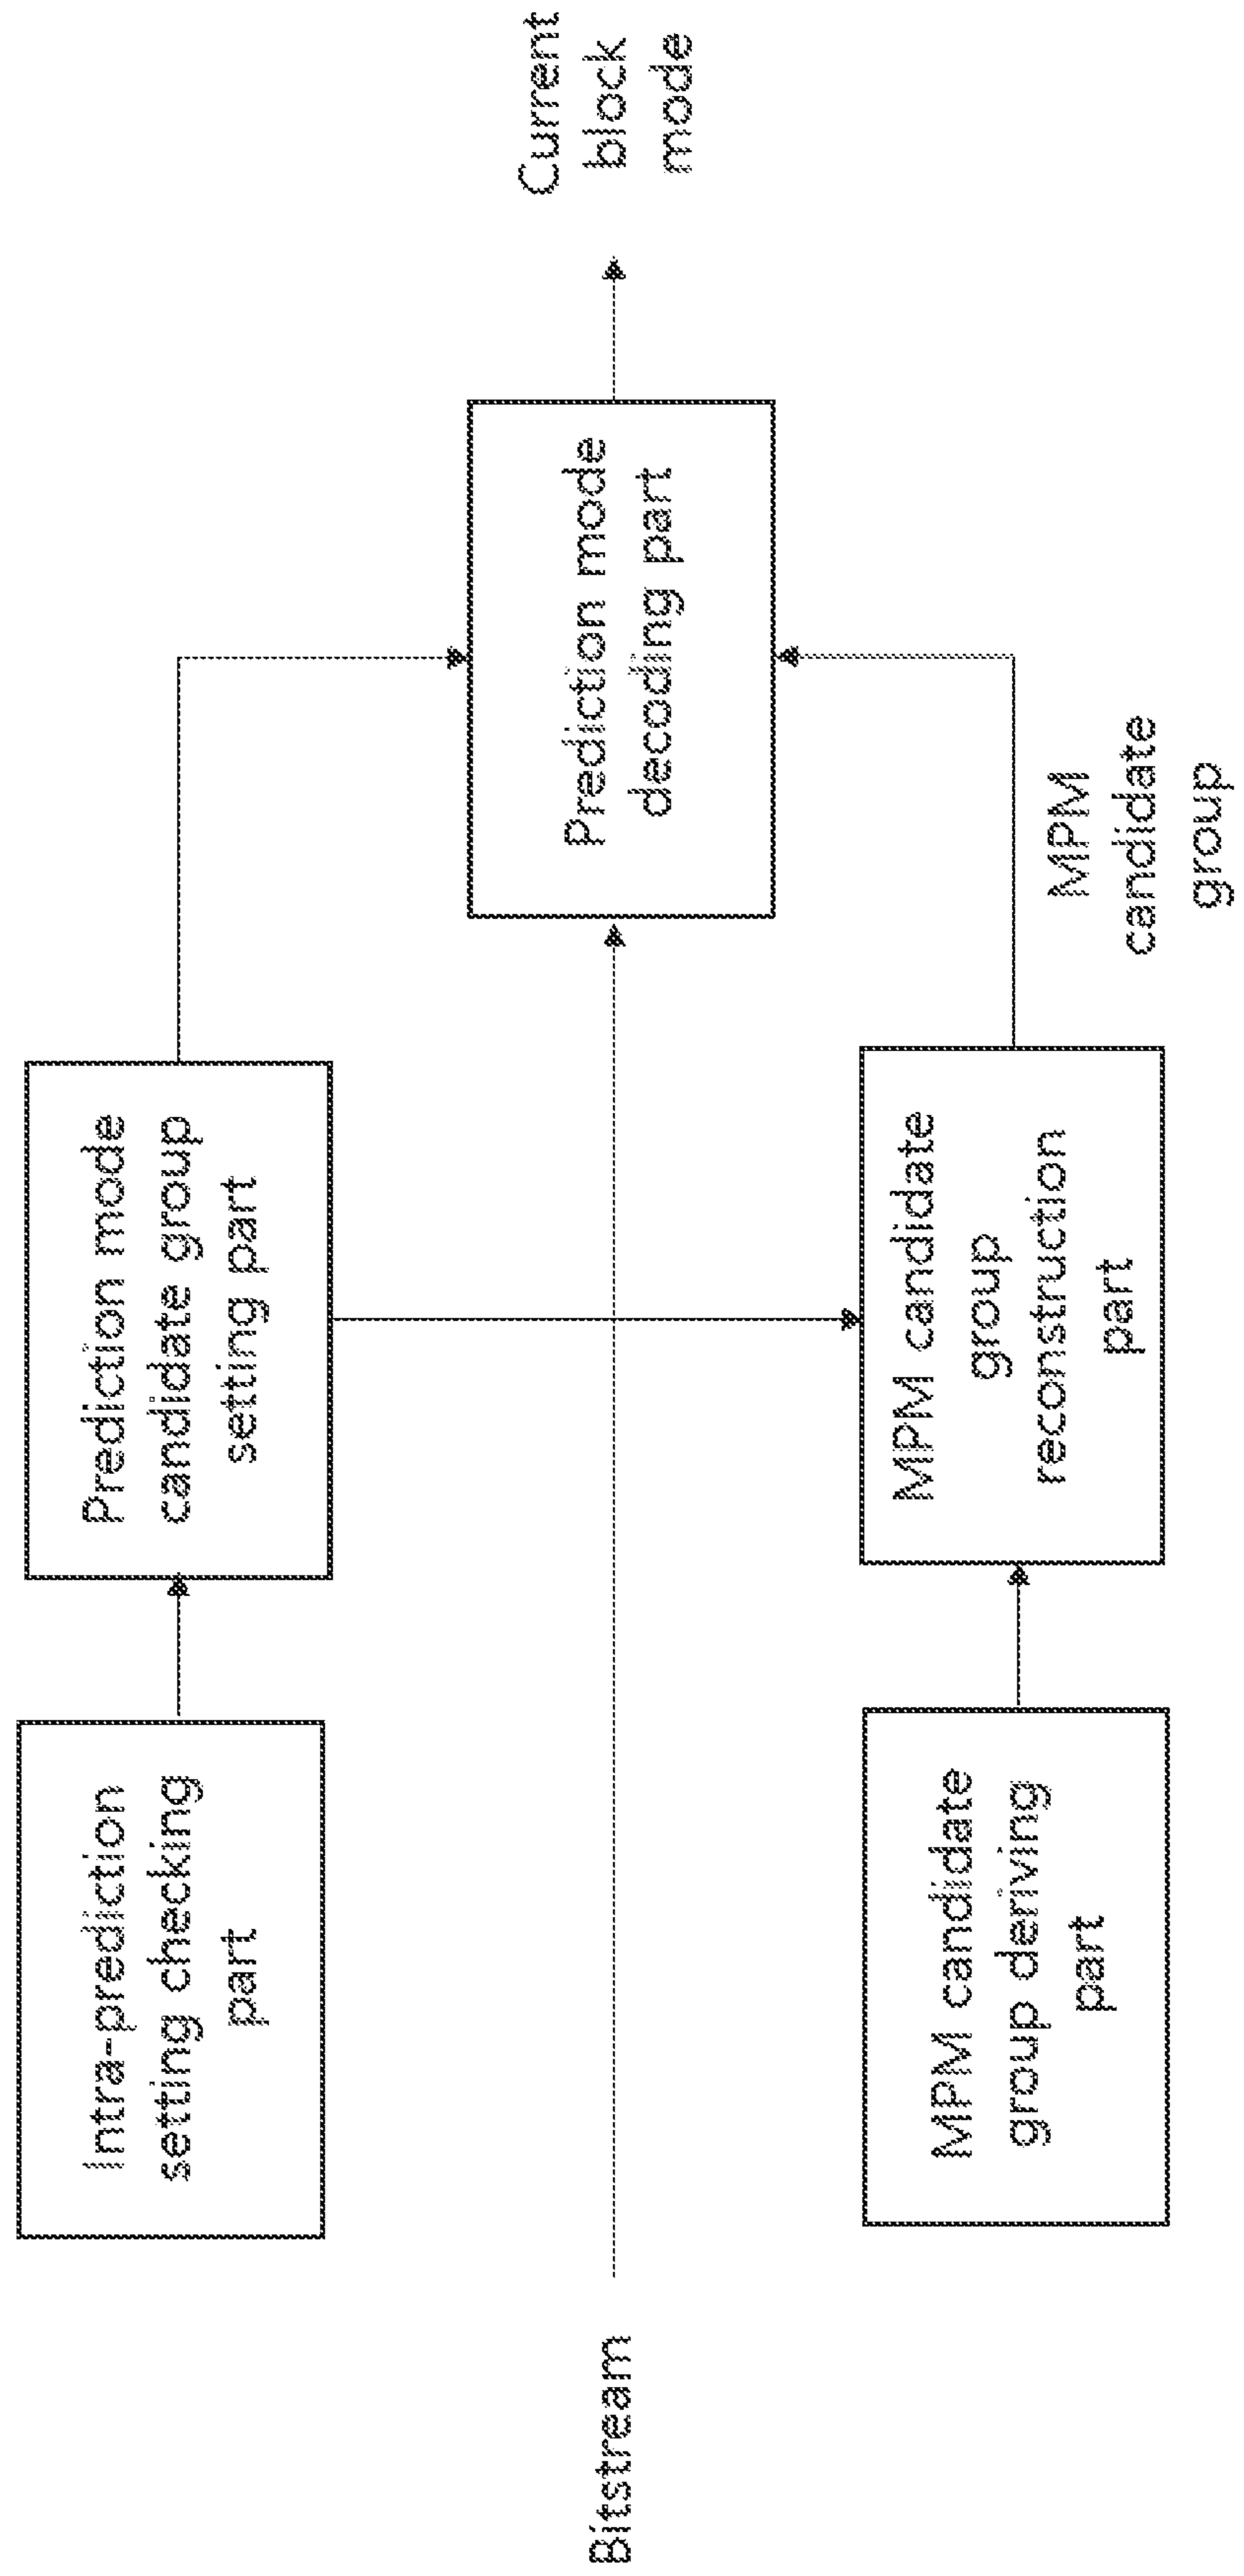 Intra-prediction
setting checking
part
Prediction mode
candidate group
setting part
Bitstream
Prediction mode
decoding part
Current
block
mode
MPM candidate
group deriving
part
MPM candidate
group
reconstruction
part
MPM
candidate
group